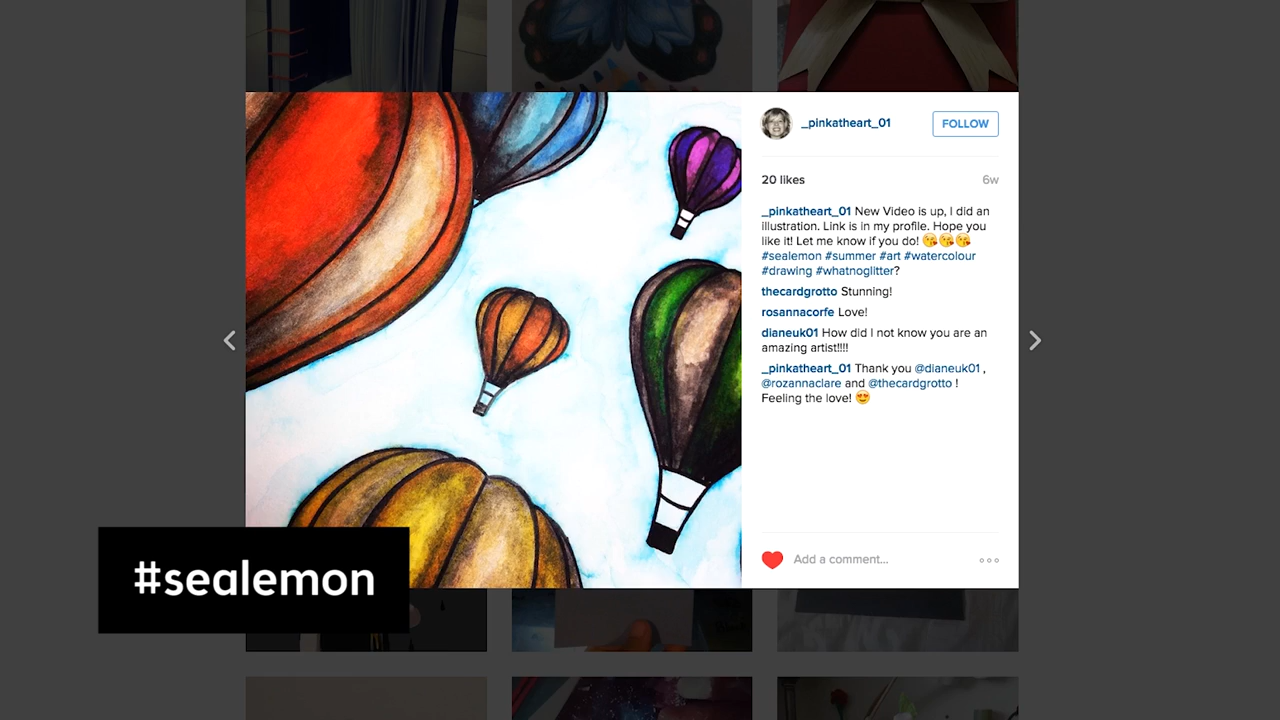 _pinkatheart_01
FOLLOW
20 likes
6w
_pinkatheart_01 New Video is up, I did an
illustration. Link is in my profile. Hope you
like it! Let me know if you do! 😘😘😘
#sealemon #summer #art #watercolour
#drawing #whatnoglitter?
thecardgrotto Stunning!
rosannacorfe Love!
dianeuk01 How did I not know you are an
amazing artist!!!!
_pinkatheart_01 Thank you @dianeuk01 ,
@rozannaclare and @thecardgrotto !
Feeling the love! 😍
Add a comment...
#sealemon